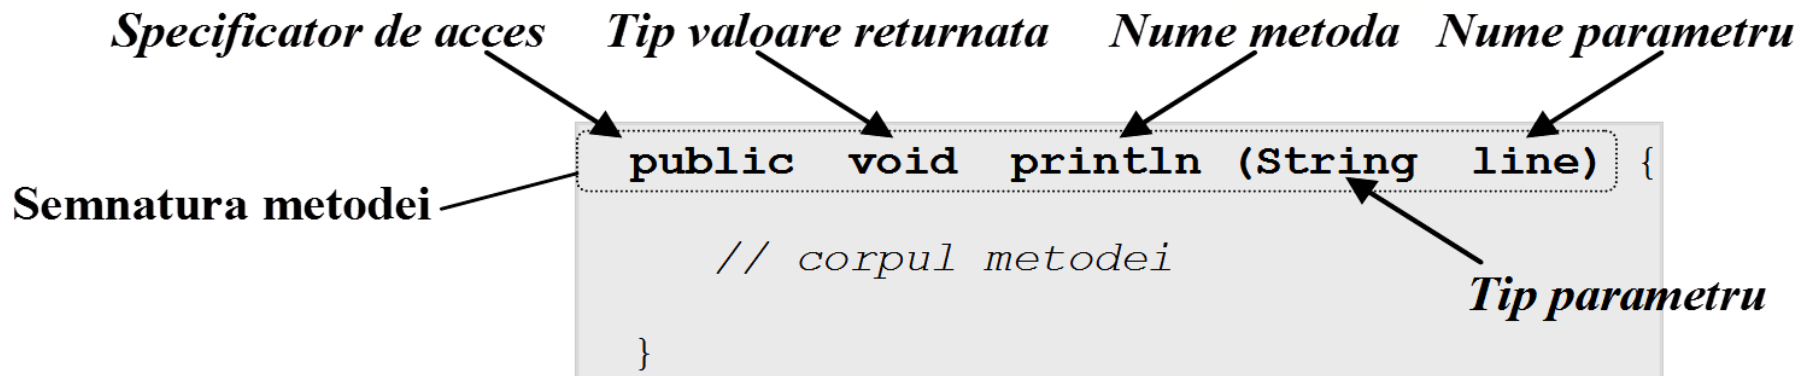 Specificator de acces Tip valoare returnata Nume metoda Nume parametru
public void println (String line) {
Semnatura metodei
// corpul metodei
Tip parametru
}